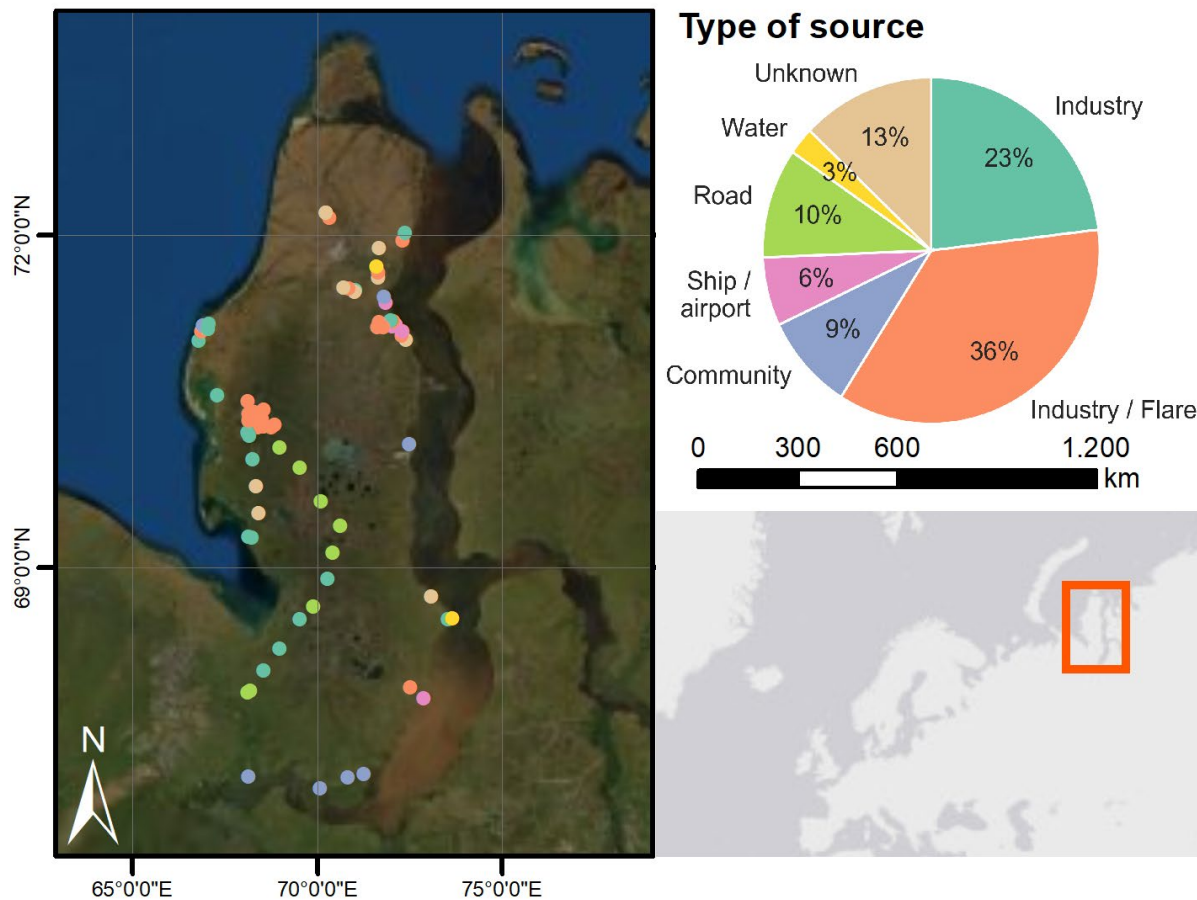 Type of source
Unknown
Water
Road
Ship /
airport
Community
Industry
Industry / Flare
13%
3%
10%
6%
9%
23%
36%
0 300 600 1.200
km
72°0'0"N
69°0'0"N
N
65°0'0"E 70°0'0"E 75°0'0"E